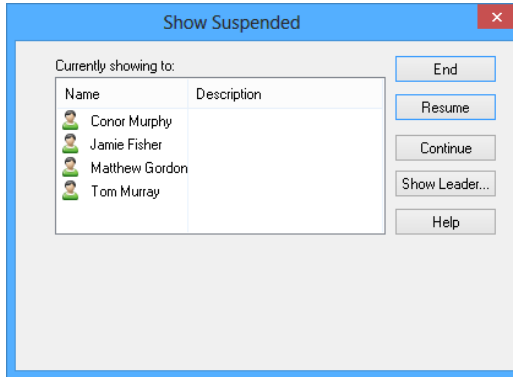 Show Suspended
Currently showing to:
Name Description
Conor Murphy
Jamie Fisher
Matthew Gordon
Tom Murray
End
Resume
Continue
Show Leader...
Help